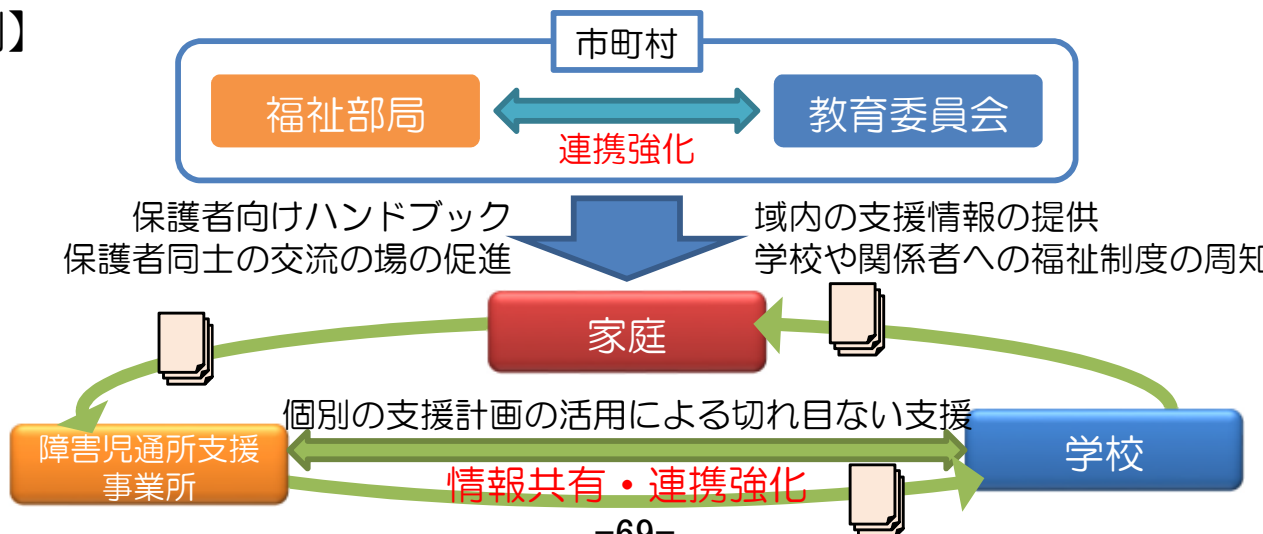 】
市町村
福祉部局
教育委員会
連携強化
保護者向けハンドブック
保護者同士の交流の場の促進
域内の支援情報の提供
学校や関係者への福祉制度の周知
家庭
個別の支援計画の活用による切れ目ない支援
障害児通所支援
事業所
学校
情報共有・連携強化
-69-